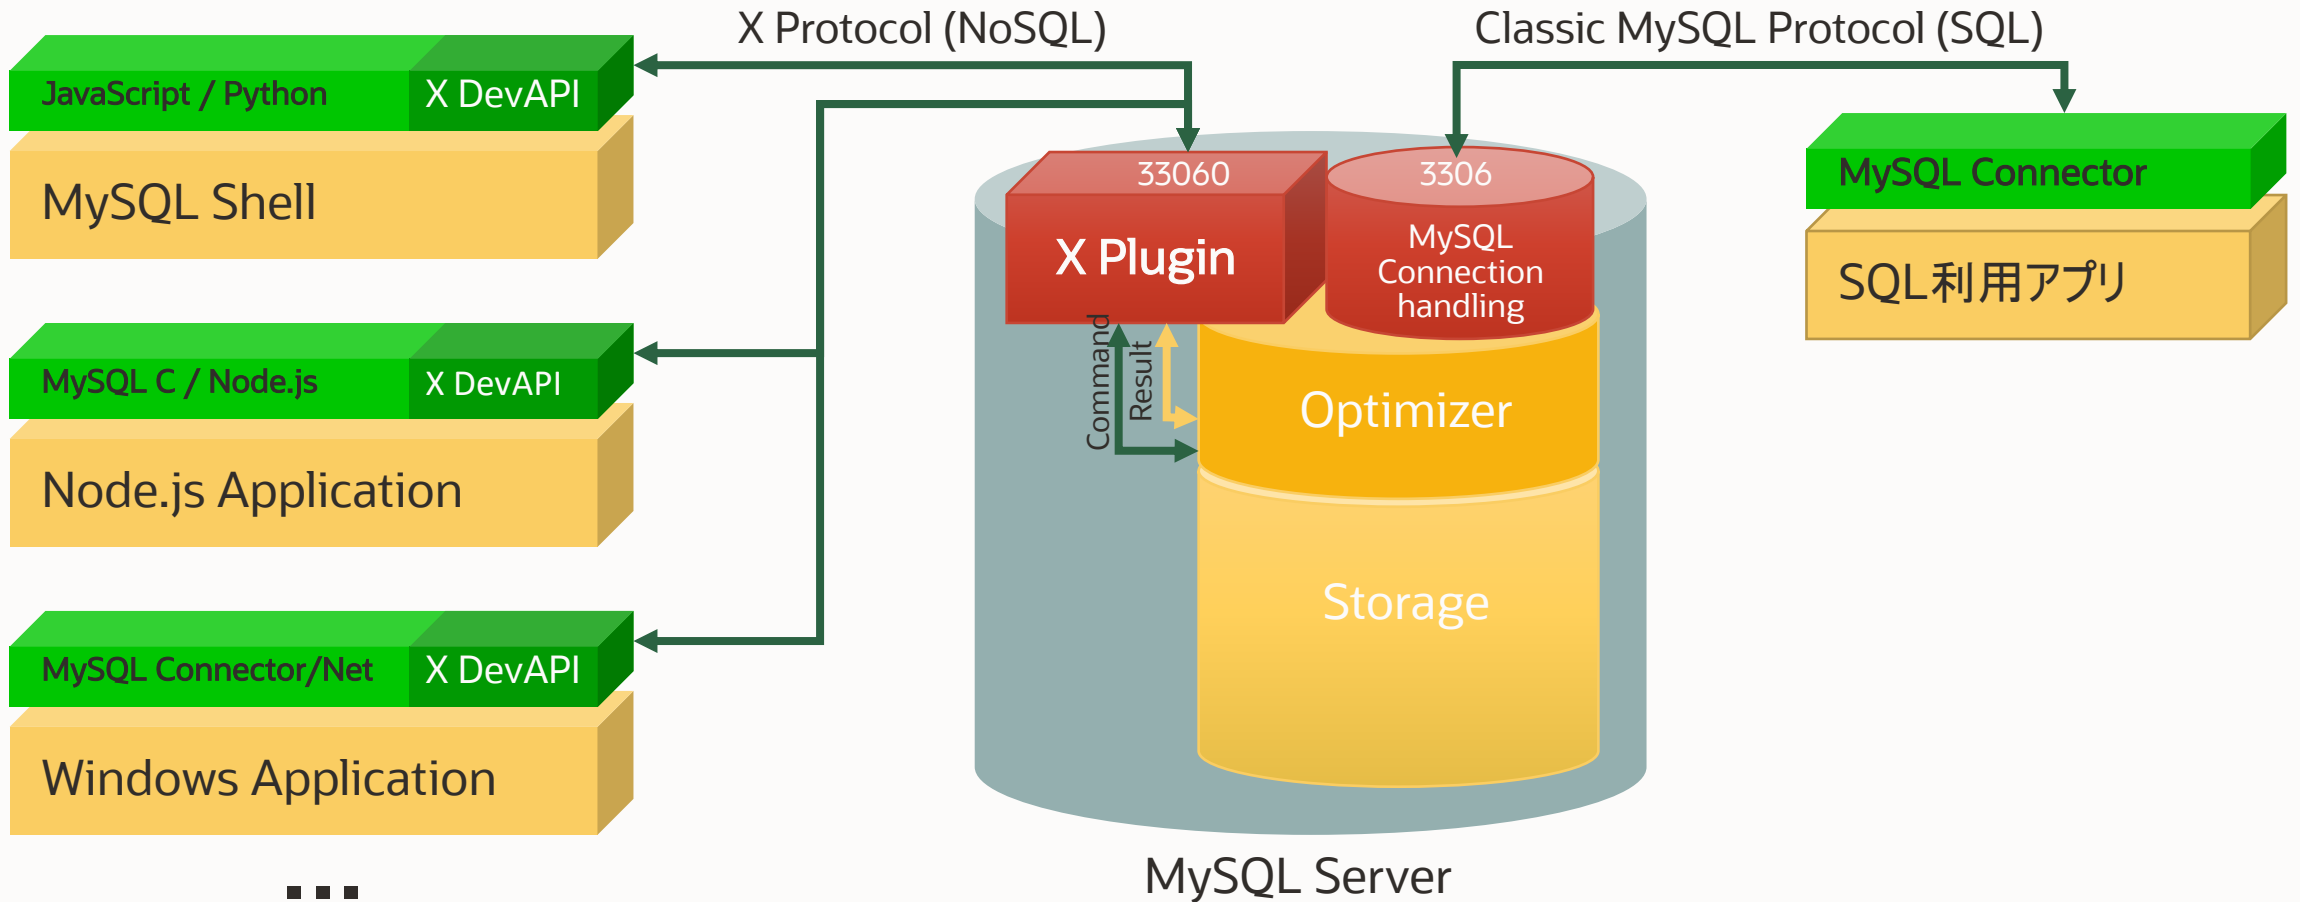 X Protocol (NoSQL)
Classic MySQL Protocol (SQL)
JavaScript / Python
X DevAPI
MySQL Shell
MySQL C / Node.js
X DevAPI
Node.js Application
MySQL Connector/Net
X DevAPI
Windows Application
...
33060
X Plugin
3306
MySQL
Connection
handling
Command
Result
Optimizer
Storage
MySQL Server
MySQL Connector
SQL利用アプリ